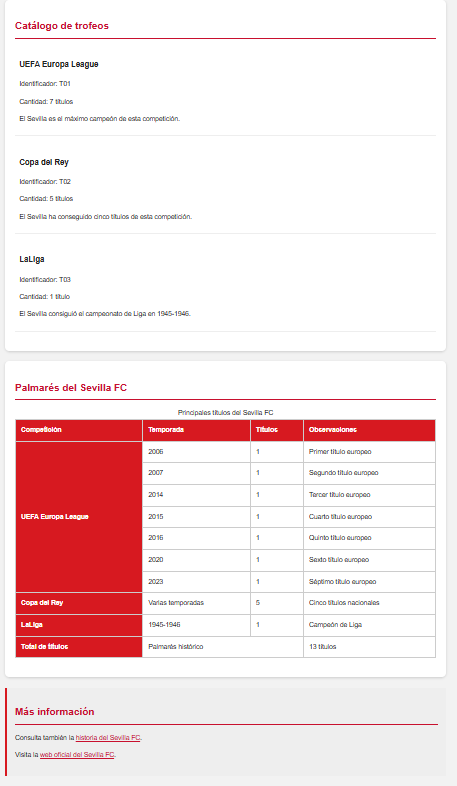 Catálogo de trofeos
UEFA Europa League
Identificador: T01
Cantidad: 7 títulos
El Sevilla es el máximo campeón de esta competición.
Copa del Rey
Identificador: T02
Cantidad: 5 títulos
El Sevilla ha conseguido cinco títulos de esta competición.
LaLiga
Identificador: T03
Cantidad: 1 título
El Sevilla consiguió el campeonato de Liga en 1945-1946.
Palmarés del Sevilla FC
Principales títulos del Sevilla FC
Competición Temporada Títulos Observaciones
2006 1 Primer título europeo
2007 1 Segundo título europeo
2014 1 Tercer título europeo
UEFA Europa League 2015 1 Cuarto título europeo
2016 1 Quinto título europeo
2020 1 Sexto título europeo
2023 1 Séptimo título europeo
Copa del Rey Varias temporadas 5 Cinco títulos nacionales
LaLiga 1945-1946 1 Campeón de Liga
Total de títulos Palmarés histórico 13 títulos
Más información
Consulta también la historia del Sevilla FC.
Visita la web oficial del Sevilla FC.